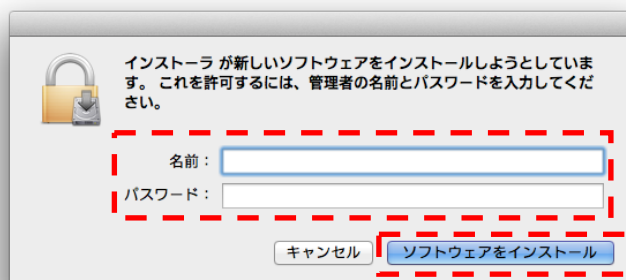 インストーラ が新しいソフトウェアをインストールしようとしていま
す。 これを許可するには、管理者の名前とパスワードを入力してくだ
さい。
名前：
パスワード：
キャンセル
ソフトウェアをインストール